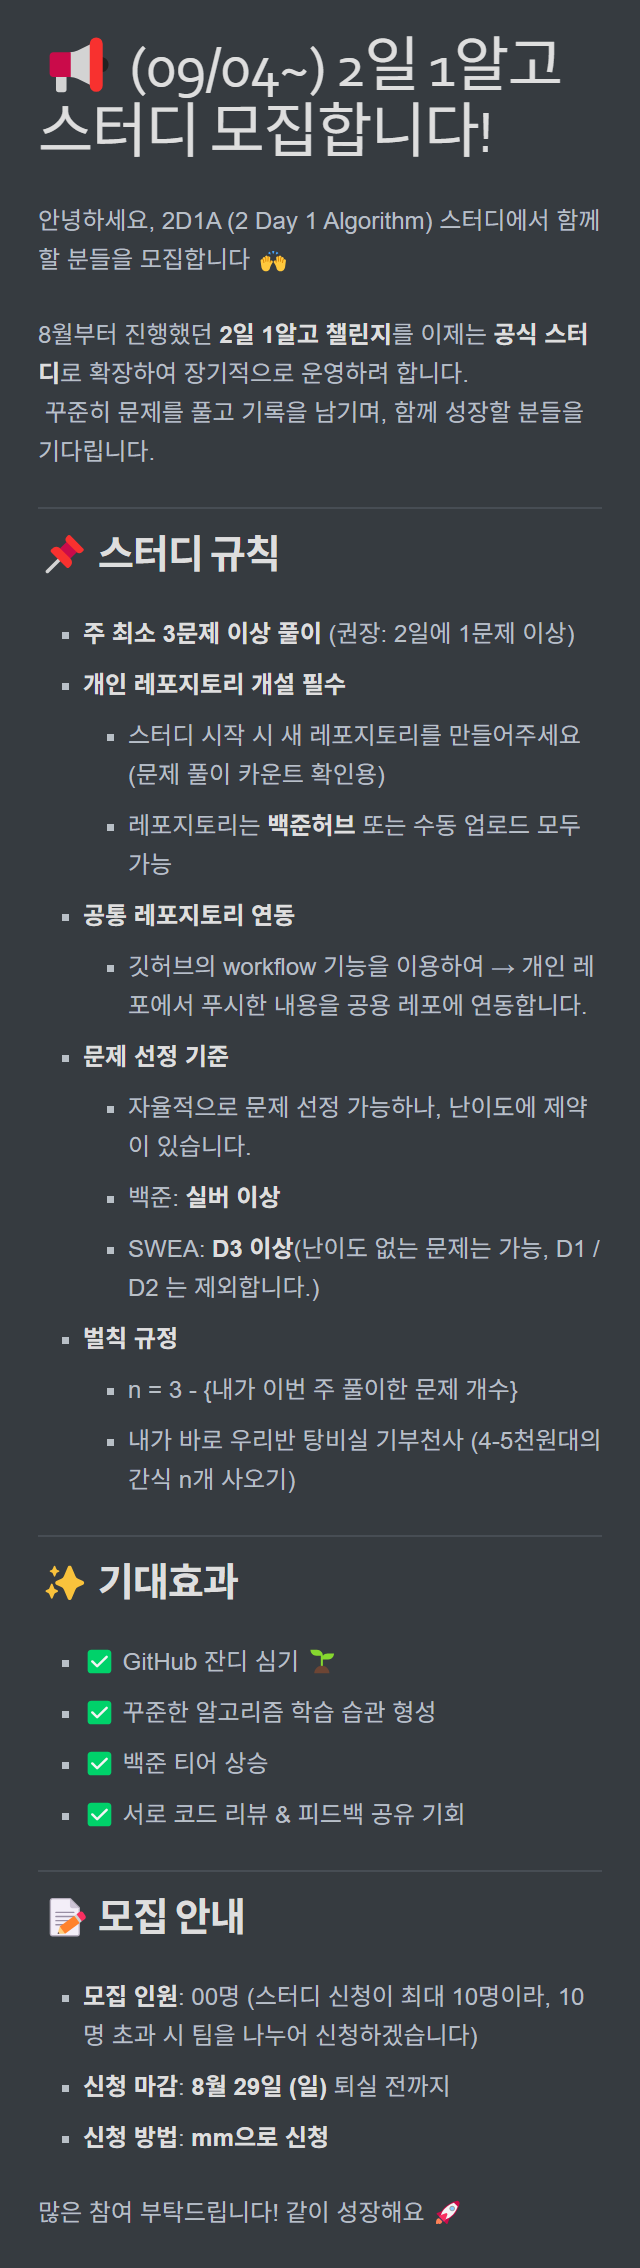 📢 (09/04~) 2일 1알고
스터디 모집합니다!
안녕하세요, 2D1A (2 Day 1 Algorithm) 스터디에서 함께
할 분들을 모집합니다 🙌
8월부터 진행했던 2일 1알고 챌린지를 이제는 공식 스터
디로 확장하여 장기적으로 운영하려 합니다.
꾸준히 문제를 풀고 기록을 남기며, 함께 성장할 분들을
기다립니다.
📌 스터디 규칙
▪ 주 최소 3문제 이상 풀이 (권장: 2일에 1문제 이상)
▪ 개인 레포지토리 개설 필수
▪ 스터디 시작 시 새 레포지토리를 만들어주세요
(문제 풀이 카운트 확인용)
▪ 레포지토리는 백준허브 또는 수동 업로드 모두
가능
▪ 공통 레포지토리 연동
▪ 깃허브의 workflow 기능을 이용하여 → 개인 레
포에서 푸시한 내용을 공용 레포에 연동합니다.
▪ 문제 선정 기준
▪ 자율적으로 문제 선정 가능하나, 난이도에 제약
이 있습니다.
▪ 백준: 실버 이상
▪ SWEA: D3 이상(난이도 없는 문제는 가능, D1 /
D2 는 제외합니다.)
▪ 벌칙 규정
▪ n = 3 - {내가 이번 주 풀이한 문제 개수}
▪ 내가 바로 우리반 탕비실 기부천사 (4-5천원대의
간식 n개 사오기)
✨ 기대효과
▪ ✅ GitHub 잔디 심기 🌱
▪ ✅ 꾸준한 알고리즘 학습 습관 형성
▪ ✅ 백준 티어 상승
▪ ✅ 서로 코드 리뷰 & 피드백 공유 기회
📝 모집 안내
▪ 모집 인원: 00명 (스터디 신청이 최대 10명이라, 10
명 초과 시 팀을 나누어 신청하겠습니다)
▪ 신청 마감: 8월 29일 (일) 퇴실 전까지
▪ 신청 방법: mm으로 신청
많은 참여 부탁드립니다! 같이 성장해요 🚀